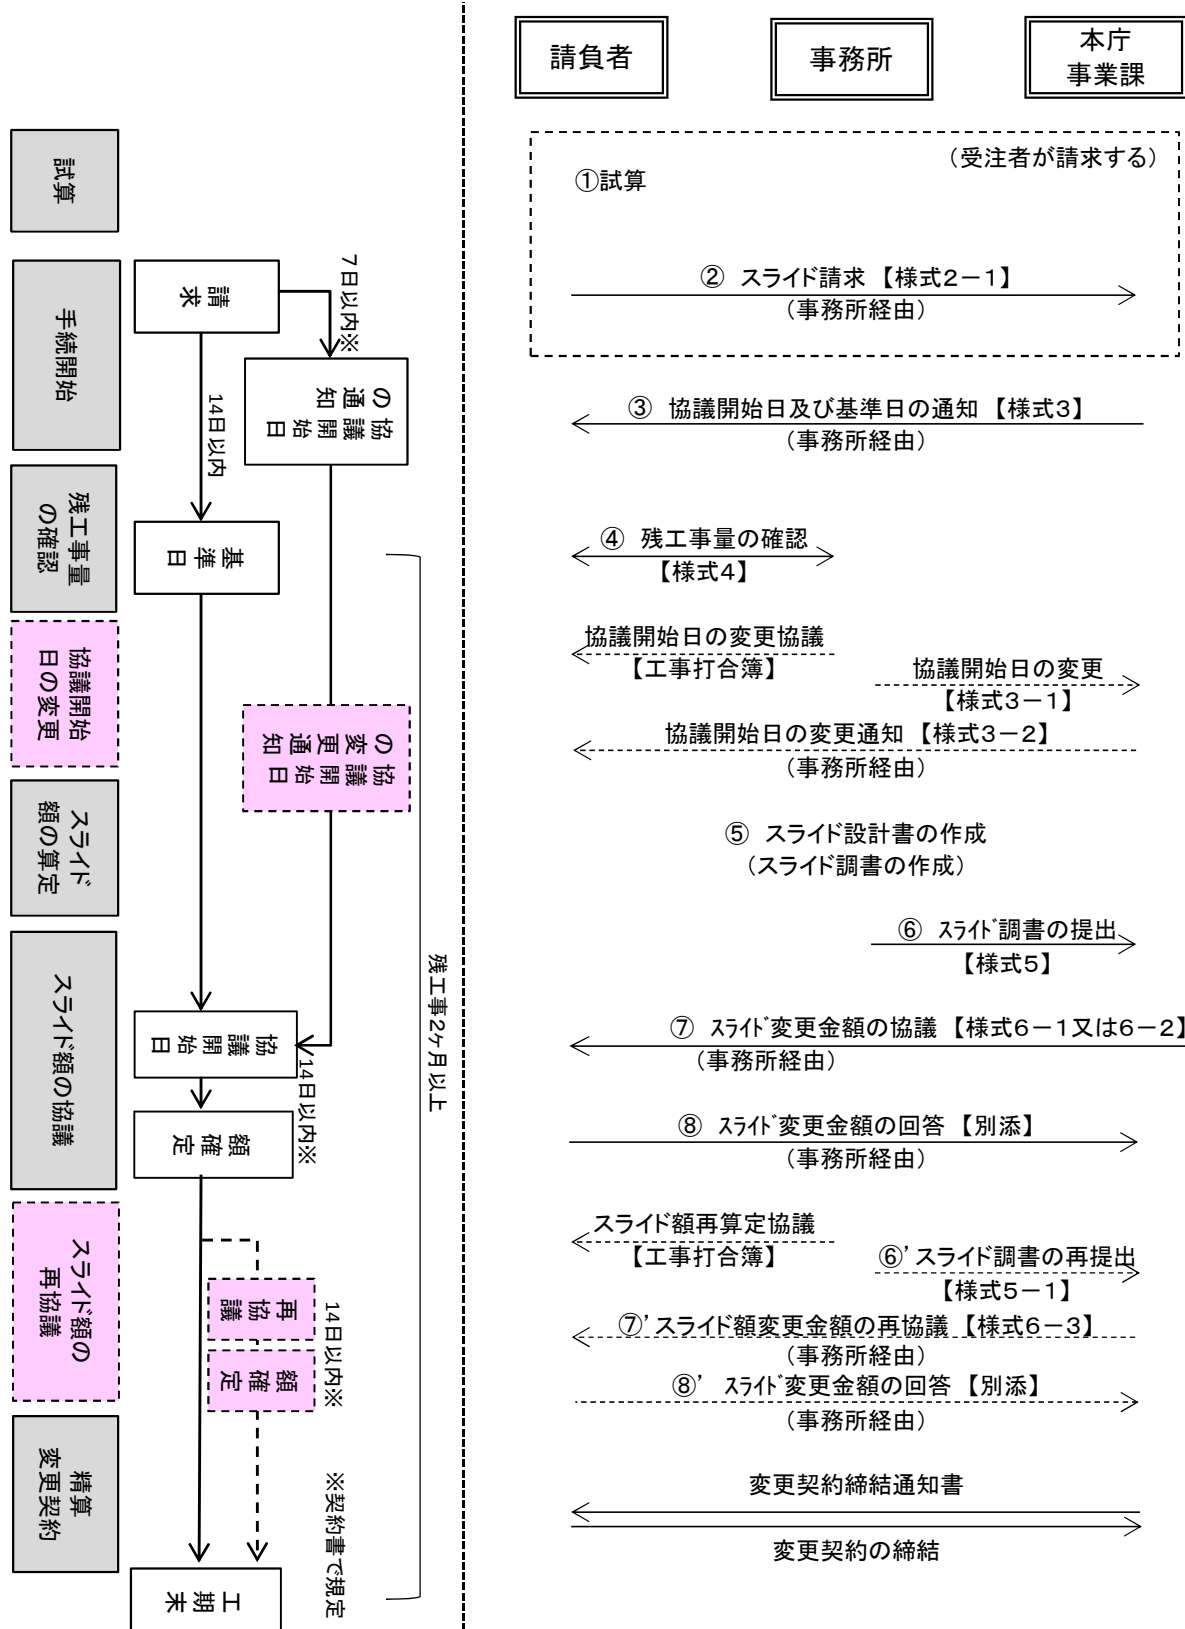 請負者
事務所
本庁
事業課
試算
手続開始
残工事量
の確認
協議開始
日の変更
スライド
額の算定
スライド額の協議
スライド額の
再協議
精算
変更契約
請求
7日以内※
協議開始日
の通知
14日以内
基準日
協議開始日
の変更通知
残工事2ヶ月以上
協議開始日
14日以内※
額確定
再協議
額確定
14日以内※
※契約書で規定
工期末
(受注者が請求する)
①試算
② スライド請求 【様式2-1】
(事務所経由)
③ 協議開始日及び基準日の通知 【様式3】
(事務所経由)
④ 残工事量の確認
【様式4】
協議開始日の変更協議
【工事打合簿】
協議開始日の変更
【様式3-1】
協議開始日の変更通知 【様式3-2】
(事務所経由)
⑤ スライド設計書の作成
(スライド調書の作成)
⑥ スライド調書の提出
【様式5】
⑦ スライド変更金額の協議 【様式6-1又は6-2】
(事務所経由)
⑧ スライド変更金額の回答 【別添】
(事務所経由)
スライド額再算定協議
【工事打合簿】
⑥’スライド調書の再提出
【様式5-1】
⑦’スライド額変更金額の再協議 【様式6-3】
(事務所経由)
⑧’ スライド変更金額の回答 【別添】
(事務所経由)
変更契約締結通知書
変更契約の締結